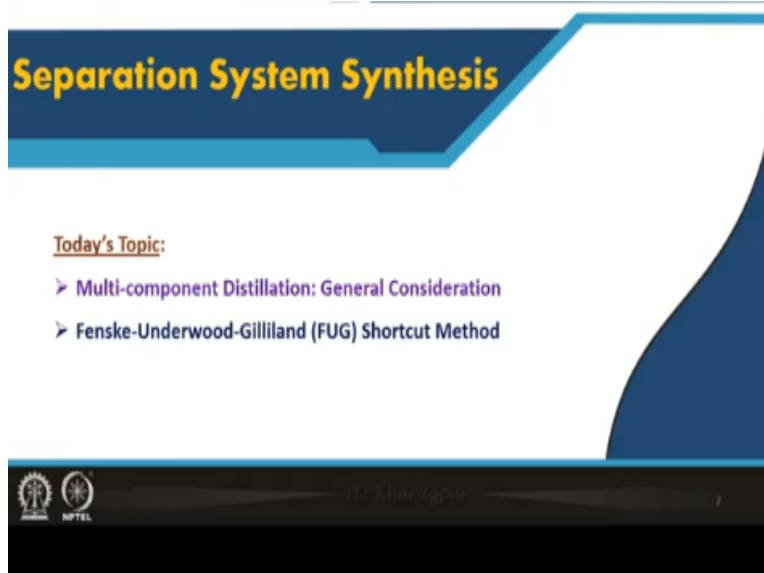 Separation System Synthesis
Today's Topic:
➤ Multi-component Distillation: General Consideration
➤ Fenske-Underwood-Gilliland (FUG) Shortcut Method
IIT Kharagpur
NPTEL
2